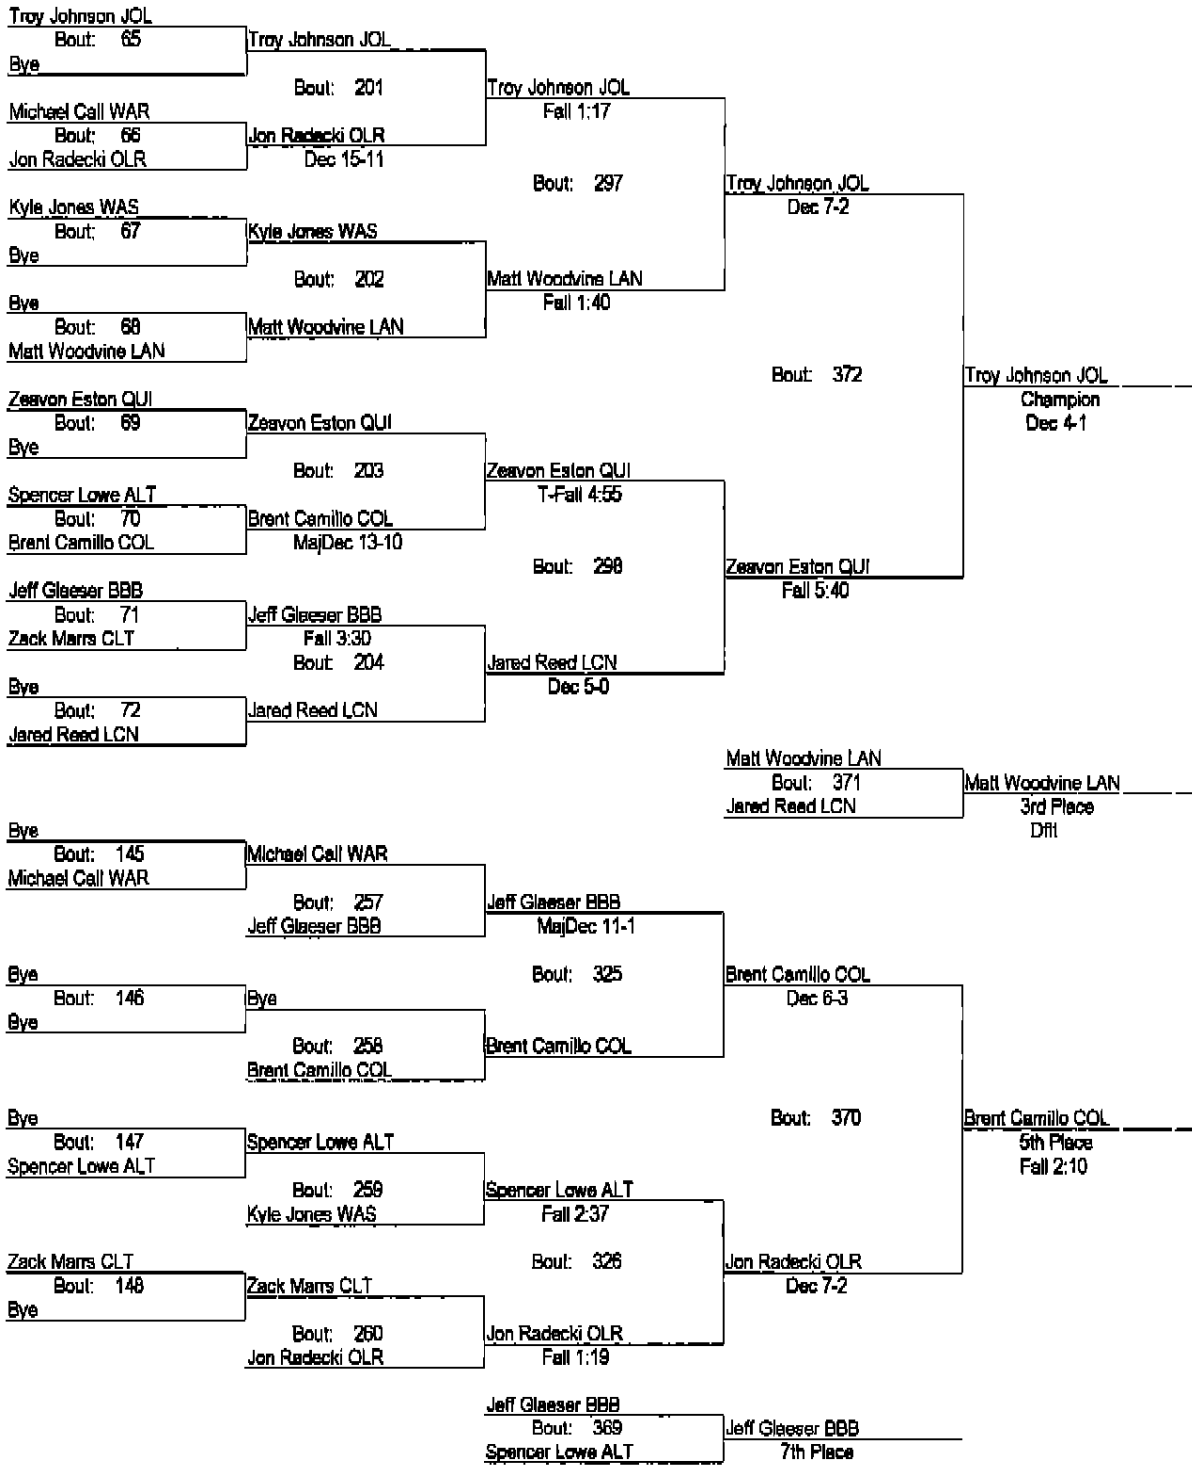 Troy Johnson JOL
Bout: 65
Troy Johnson JOL
Bye
Bout: 201
Troy Johnson JOL
Fall 1:17
Michael Call WAR
Bout: 66
Jon Radecki OLR
Jon Radecki OLR
Dec 15-11
Bout: 297
Troy Johnson JOL
Dec 7-2
Kyle Jones WAS
Bout: 67
Kyle Jones WAS
Bye
Bout: 202
Matt Woodvine LAN
Fall 1:40
Bye
Bout: 68
Matt Woodvine LAN
Matt Woodvine LAN
Bout: 372
Troy Johnson JOL
Champion
Dec 4-1
Zeavon Eston QUI
Bout: 69
Zeavon Eston QUI
Bye
Bout: 203
Zeavon Eston QUI
T-Fall 4:55
Spencer Lowe ALT
Bout: 70
Brent Camillo COL
Brent Camillo COL
MajDec 13-10
Bout: 298
Zeavon Eston QUI
Fall 5:40
Jeff Glaeser BBB
Bout: 71
Jeff Glaeser BBB
Zack Marrs CLT
Fall 3:30
Bout: 204
Jared Reed LCN
Dec 5-0
Bye
Bout: 72
Jared Reed LCN
Jared Reed LCN
Matt Woodvine LAN
Bout: 371
Matt Woodvine LAN
Jared Reed LCN
3rd Place
Dflt
Bye
Bout: 145
Michael Call WAR
Michael Call WAR
Bout: 257
Jeff Glaeser BBB
Jeff Glaeser BBB
MajDec 11-1
Bye
Bout: 146
Bye
Bye
Bout: 325
Brent Camillo COL
Dec 6-3
Bout: 258
Brent Camillo COL
Brent Camillo COL
Bye
Bout: 147
Spencer Lowe ALT
Spencer Lowe ALT
Bout: 370
Brent Camillo COL
5th Place
Fall 2:10
Bout: 259
Spencer Lowe ALT
Kyle Jones WAS
Fall 2:37
Zack Marrs CLT
Bout: 148
Zack Marrs CLT
Bye
Bout: 326
Jon Radecki OLR
Dec 7-2
Bout: 260
Jon Radecki OLR
Jon Radecki OLR
Fall 1:19
Jeff Glaeser BBB
Bout: 369
Jeff Glaeser BBB
Spencer Lowe ALT
7th Place